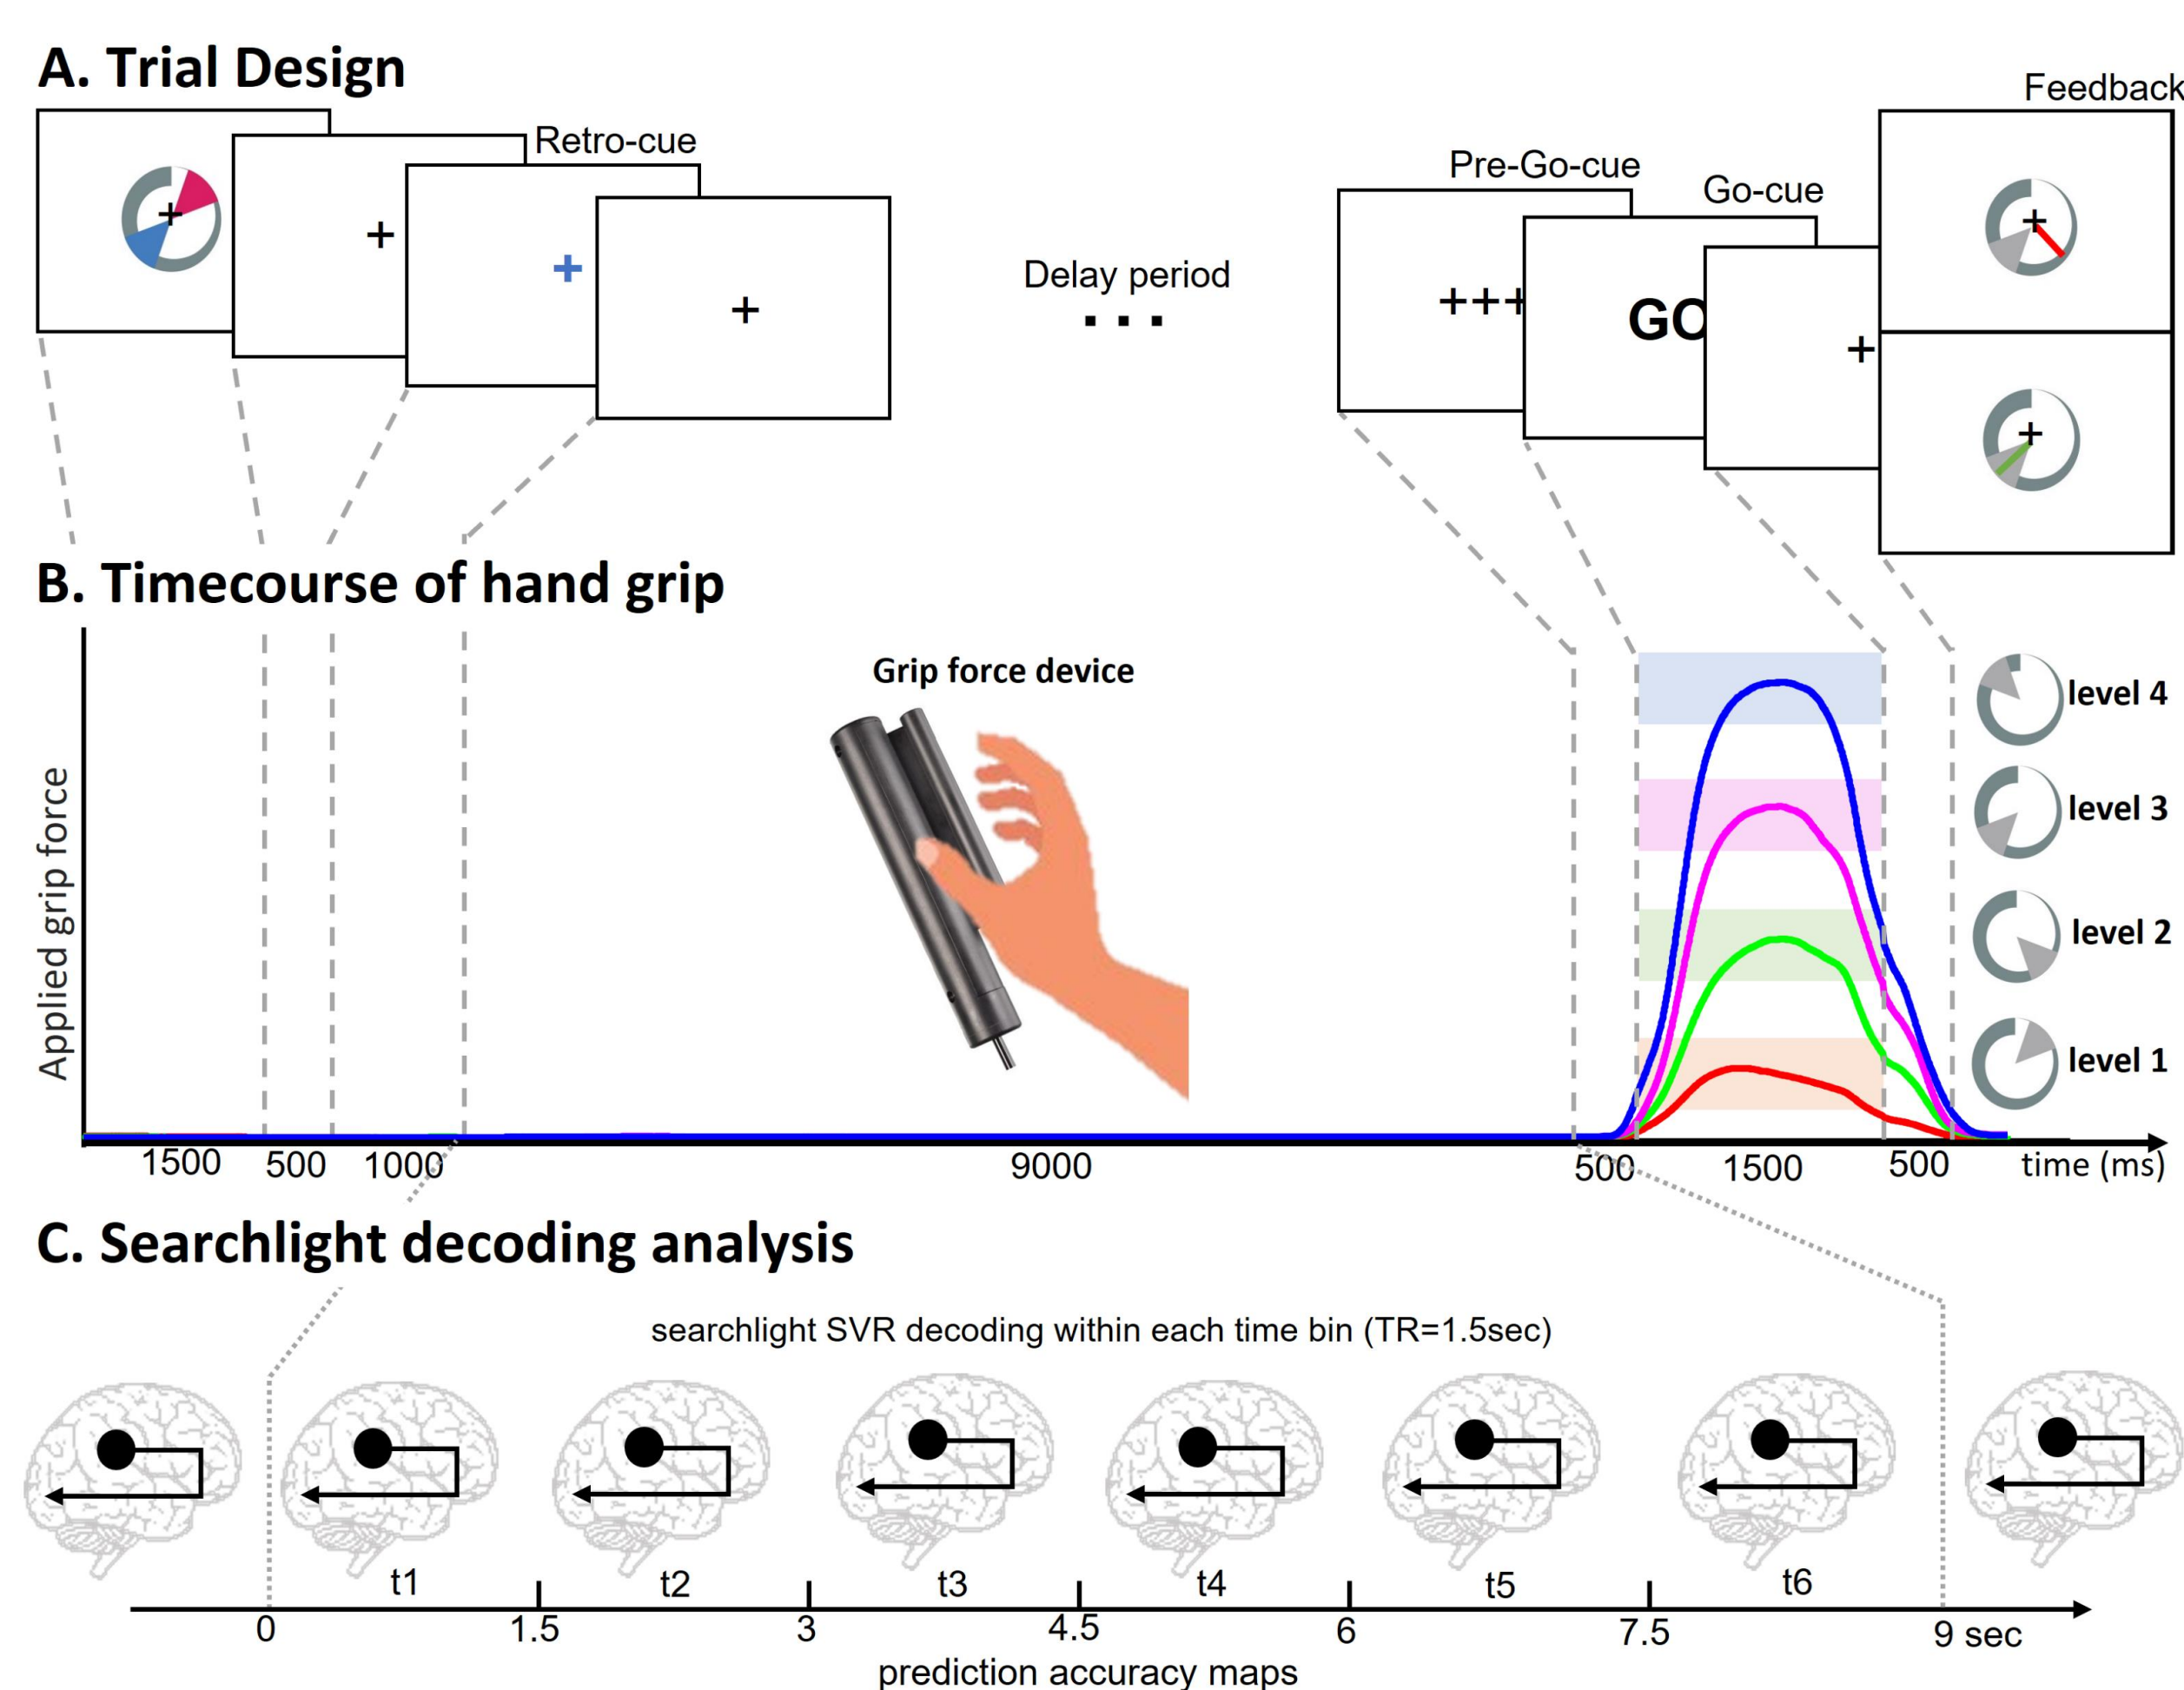 A. Trial Design
Feedback
Retro-cue
Pre-Go-cue
Go-cue
+
+
+
+
Delay period
...
+++
GO
+
+
+
B. Timecourse of hand grip
Grip force device
Applied grip force
level 4
level 3
level 2
level 1
1500 500 1000 9000 500 1500 500 time (ms)
C. Searchlight decoding analysis
searchlight SVR decoding within each time bin (TR=1.5sec)
t1 t2 t3 t4 t5 t6
0 1.5 3 4.5 6 7.5 9 sec
prediction accuracy maps